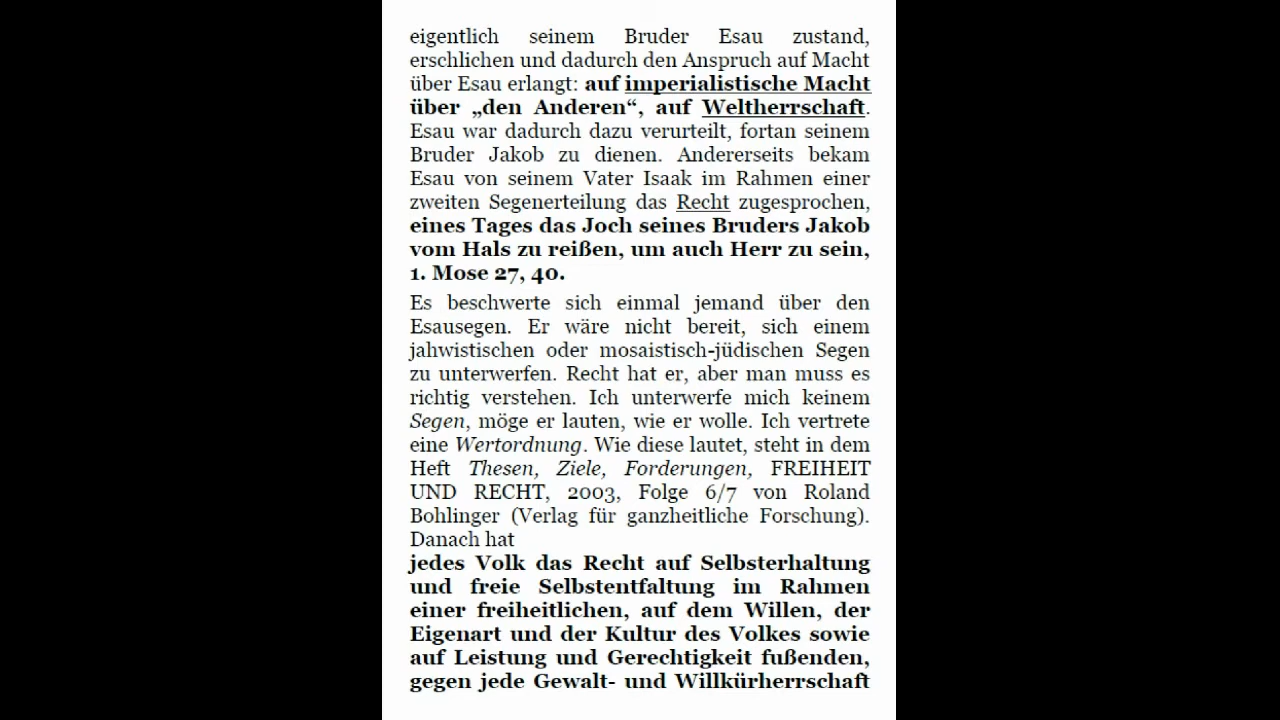 eigentlich seinem Bruder Esau zustand,
erschlichen und dadurch den Anspruch auf Macht
über Esau erlangt: auf imperialistische Macht
über „den Anderen“, auf Weltherrschaft.
Esau war dadurch dazu verurteilt, fortan seinem
Bruder Jakob zu dienen. Andererseits bekam
Esau von seinem Vater Isaak im Rahmen einer
zweiten Segenerteilung das Recht zugesprochen,
eines Tages das Joch seines Bruders Jakob
vom Hals zu reißen, um auch Herr zu sein,
1. Mose 27, 40.
Es beschwerte sich einmal jemand über den
Esausegen. Er wäre nicht bereit, sich einem
jahwistischen oder mosaistisch-jüdischen Segen
zu unterwerfen. Recht hat er, aber man muss es
richtig verstehen. Ich unterwerfe mich keinem
Segen, möge er lauten, wie er wolle. Ich vertrete
eine Wertordnung. Wie diese lautet, steht in dem
Heft Thesen, Ziele, Forderungen, FREIHEIT
UND RECHT, 2003, Folge 6/7 von Roland
Bohlinger (Verlag für ganzheitliche Forschung).
Danach hat
jedes Volk das Recht auf Selbsterhaltung
und freie Selbstentfaltung im Rahmen
einer freiheitlichen, auf dem Willen, der
Eigenart und der Kultur des Volkes sowie
auf Leistung und Gerechtigkeit fußenden,
gegen jede Gewalt- und Willkürherrschaft